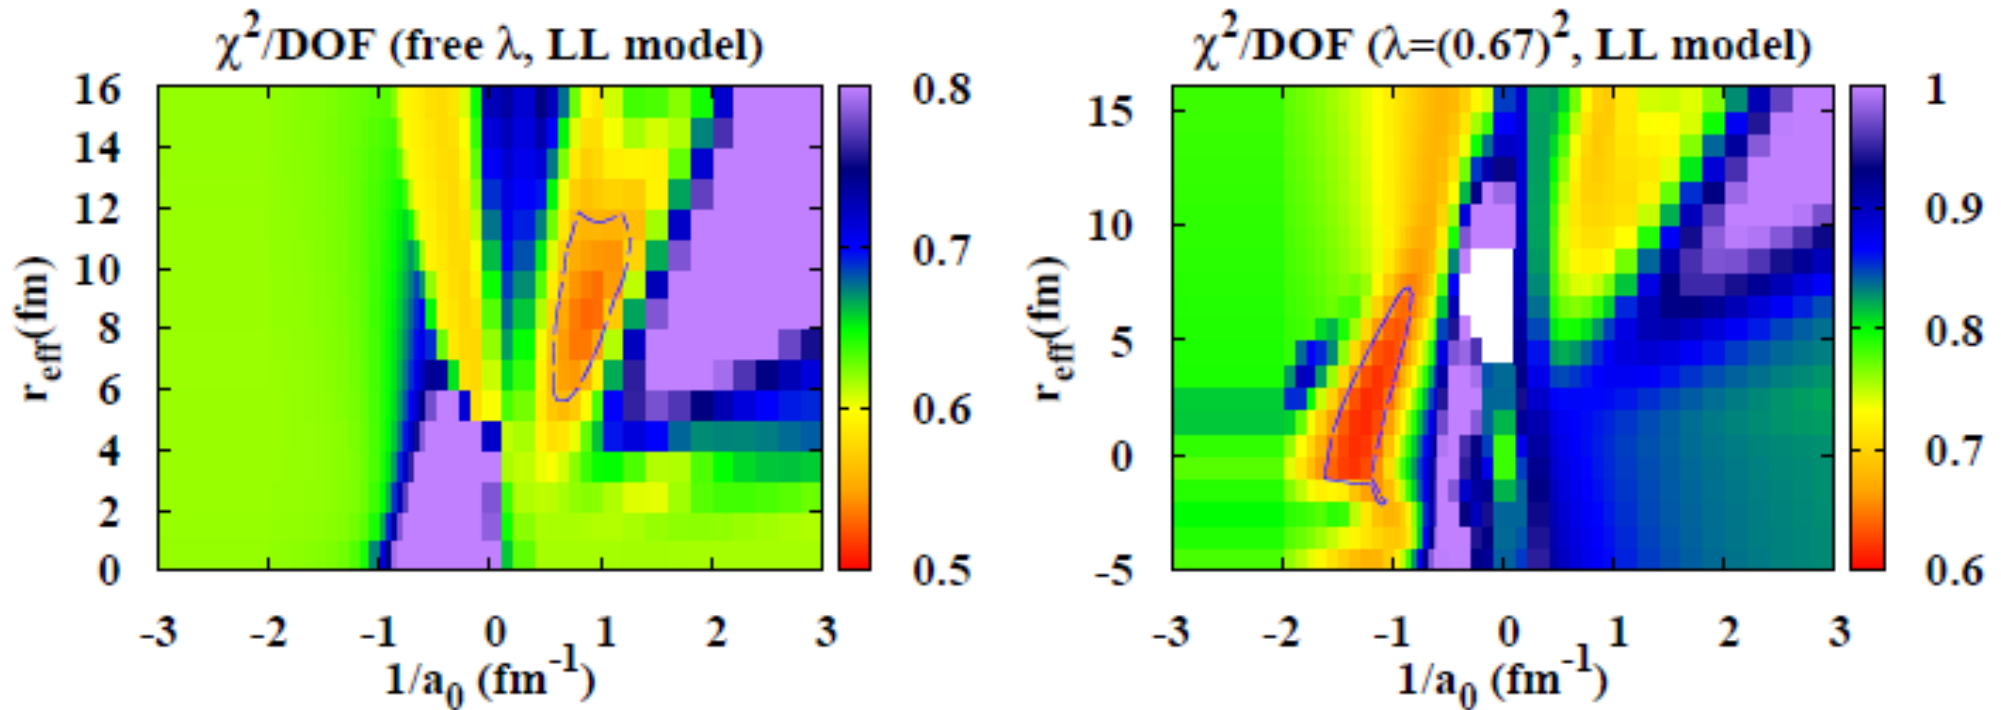 χ²/DOF (free λ, LL model)
16
14
12
10
8
6
4
2
0
r_eff(fm)
-3 -2 -1 0 1 2 3
1/a₀ (fm⁻¹)
0.8
0.7
0.6
0.5
χ²/DOF (λ=(0.67)², LL model)
15
10
5
0
-5
r_eff(fm)
-3 -2 -1 0 1 2 3
1/a₀ (fm⁻¹)
1
0.9
0.8
0.7
0.6